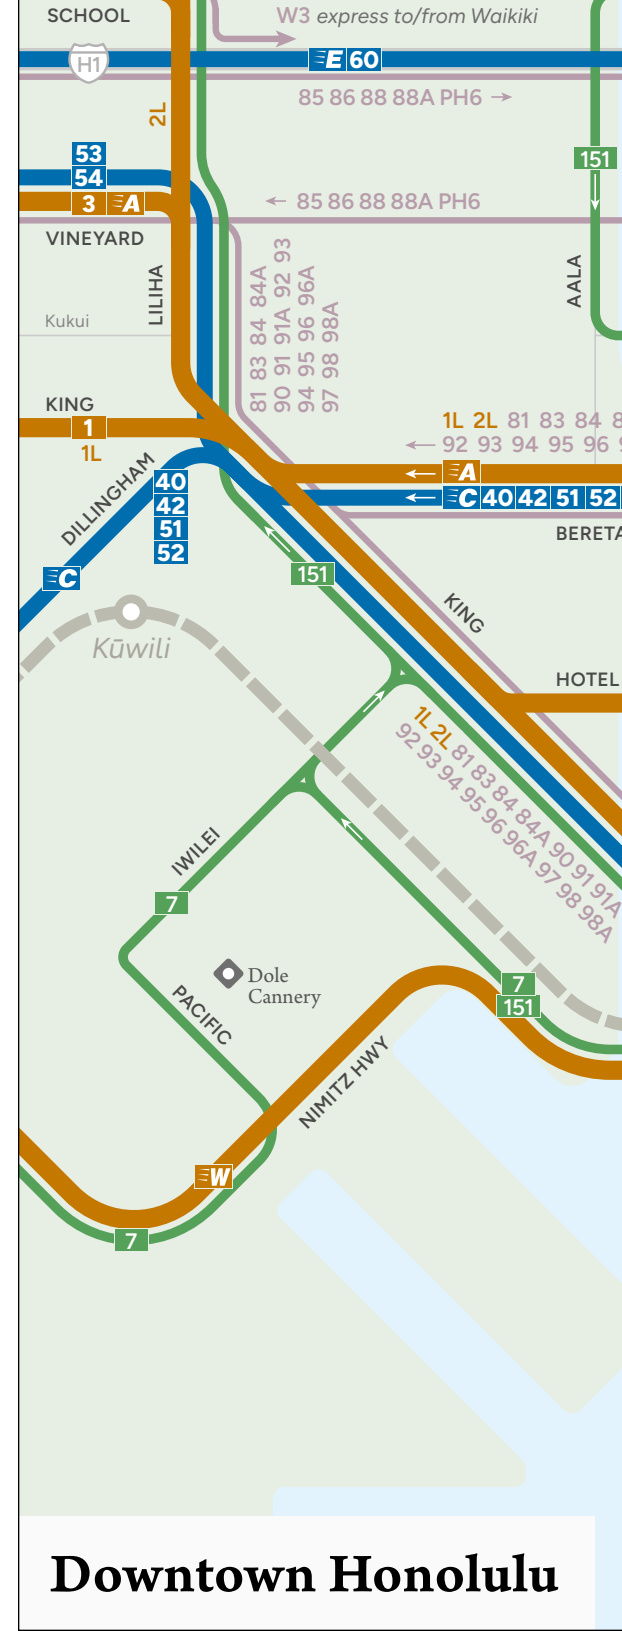 SCHOOL
W3 express to/from Waikiki
H1
E 60
2L
85 86 88 88A PH6 →
53
54
151
3 A
← 85 86 88 88A PH6
VINEYARD
LILIHA
AALA
81 83 84 84A
90 91 91A 92 93
94 95 96 96A
97 98 98A
Kukui
KING
1
1L
1L 2L 81 83 84
← 92 93 94 95 96
A
C 40 42 51 52
DILLINGHAM
40
42
51
52
C
BERETA
151
KING
Kūwili
HOTEL
1L 2L 81 83 84 84A 90 91 91A
92 93 94 95 96 96A 97 98 98A
IWILEI
7
Dole
Cannery
PACIFIC
7
151
NIMITZ HWY
W
7
Downtown Honolulu